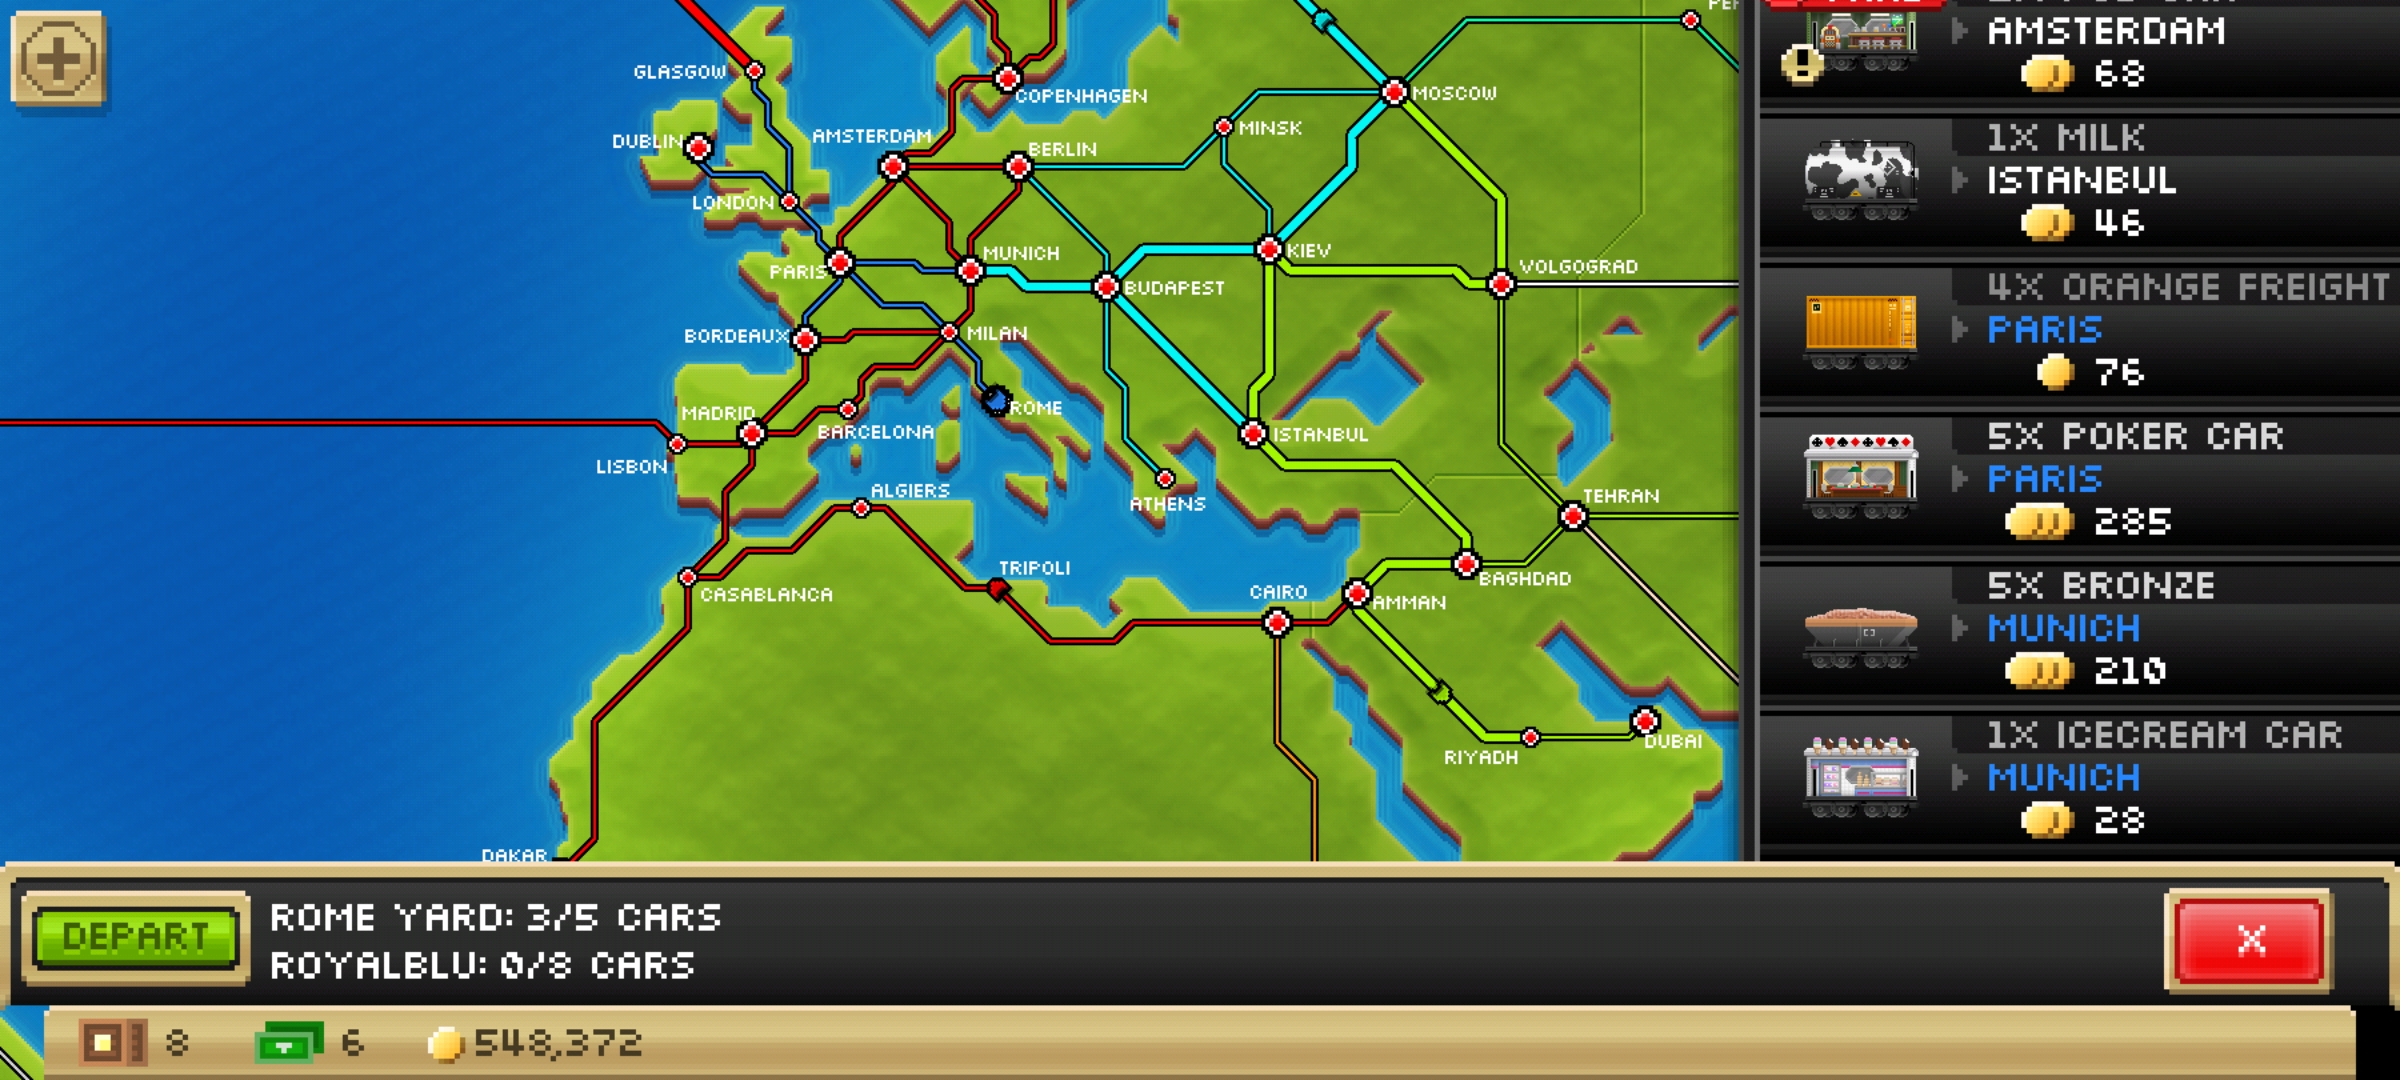 GLASGOW
COPENHAGEN
DUBLIN
AMSTERDAM
BERLIN
MINSK
MOSCOW
LONDON
PARIS
MUNICH
BUDAPEST
KIEV
VOLGOGRAD
BORDEAUX
MILAN
MADRID
ROME
BARCELONA
ISTANBUL
LISBON
ALGIERS
ATHENS
TEHRAN
TRIPOLI
CASABLANCA
CAIRO
AMMAN
BAGHDAD
RIYADH
DUBAI
DAKAR
AMSTERDAM
68
1X MILK
ISTANBUL
46
4X ORANGE FREIGHT
PARIS
76
5X POKER CAR
PARIS
285
5X BRONZE
MUNICH
210
1X ICECREAM CAR
MUNICH
28
DEPART
ROME YARD: 3/5 CARS
ROYALBLU: 0/8 CARS
X
8
6
548,372